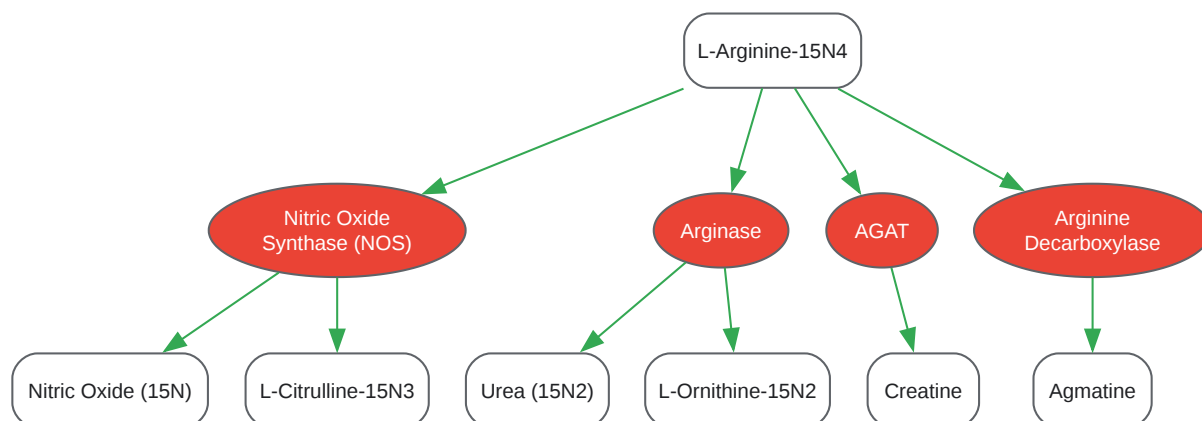 L-Arginine-15N4
Nitric Oxide
Synthase (NOS)
Arginase
AGAT
Arginine
Decarboxylase
Nitric Oxide (15N)
L-Citrulline-15N3
Urea (15N2)
L-Ornithine-15N2
Creatine
Agmatine